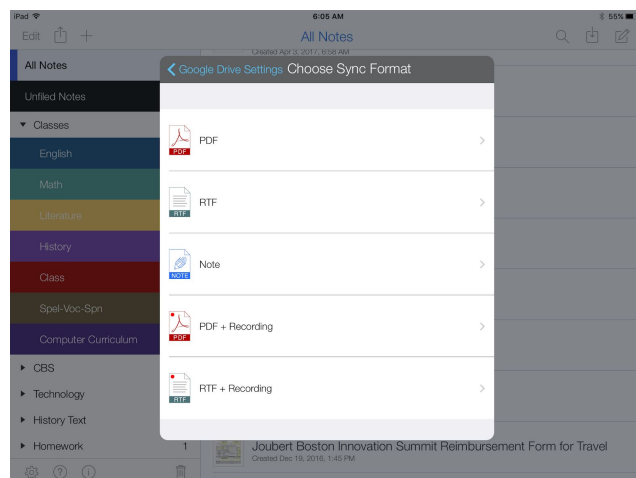 iPad 6:05 AM 55%
Edit All Notes
Created Apr 3, 2017, 6:58 AM
All Notes
Google Drive Settings Choose Sync Format
Unfiled Notes
Classes
English
Math
Literature
History
Class
Spel-Voc-Spn
Computer Curriculum
CBS
Technology
History Text
Homework 1
PDF PDF
RTF RTF
NOTE Note
PDF PDF + Recording
RTF RTF + Recording
Joubert Boston Innovation Summit Reimbursement Form for Travel
Created Dec 19, 2016, 1:45 PM